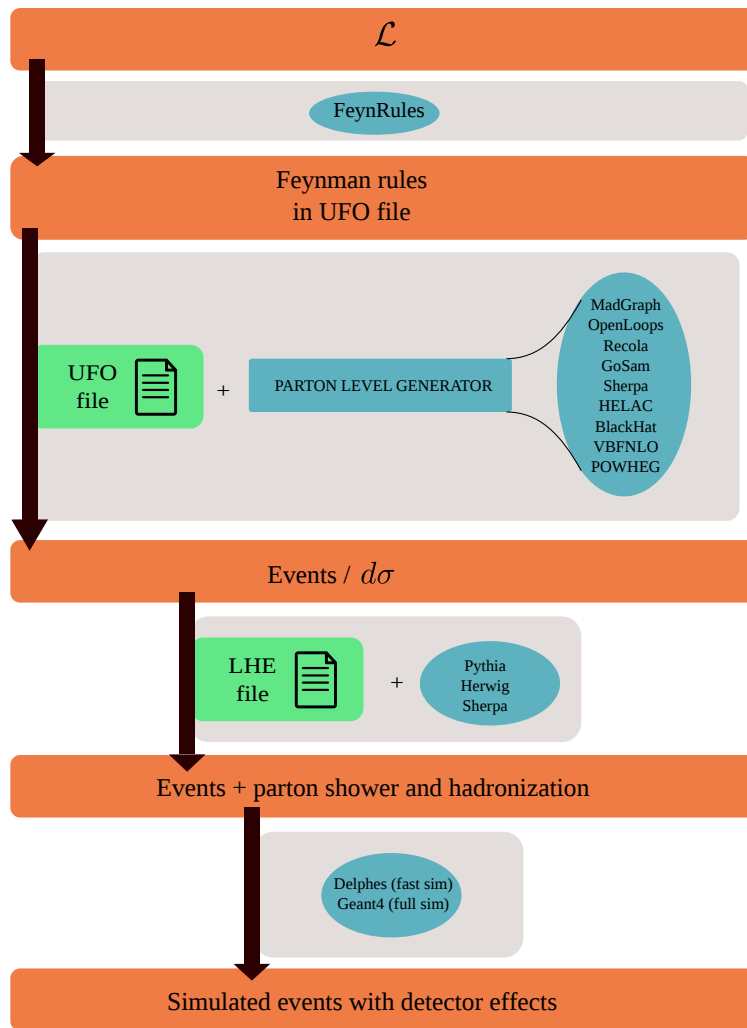 ℒ
FeynRules
Feynman rules
in UFO file
UFO
file
+
PARTON LEVEL GENERATOR
MadGraph
OpenLoops
Recola
GoSam
Sherpa
HELAC
BlackHat
VBFNLO
POWHEG
Events / dσ
LHE
file
+
Pythia
Herwig
Sherpa
Events + parton shower and hadronization
Delphes (fast sim)
Geant4 (full sim)
Simulated events with detector effects